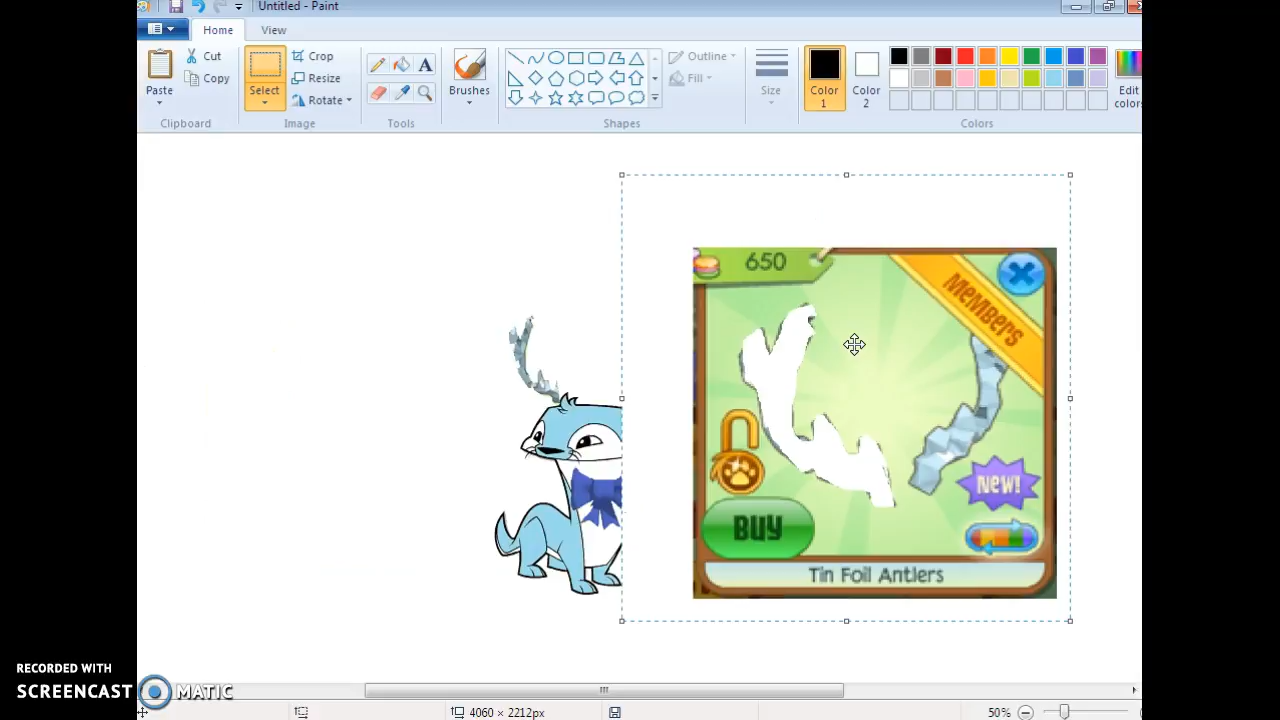 Untitled - Paint
Home View
Paste
Cut
Copy
Clipboard
Select
Crop
Resize
Rotate
Image
A
Tools
Brushes
Outline
Fill
Shapes
Size
Color
1
Color
2
Edit
colors
Colors
650
Members
New!
BUY
Tin Foil Antlers
RECORDED WITH
SCREENCAST MATIC
4060 × 2212px
50%